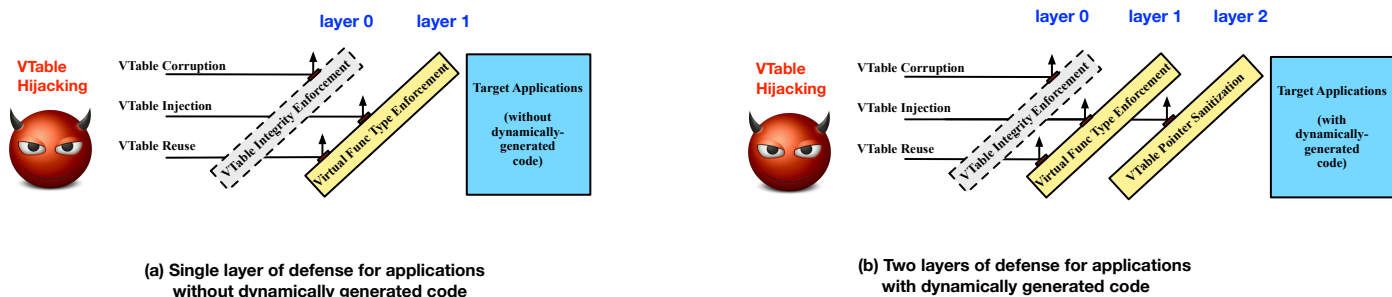 layer 0
layer 1
VTable
Hijacking
VTable Corruption
VTable Injection
VTable Reuse
VTable Integrity Enforcement
Virtual Func Type Enforcement
Target Applications
(without
dynamically-
generated
code)
(a) Single layer of defense for applications
without dynamically generated code
layer 0
layer 1
layer 2
VTable
Hijacking
VTable Corruption
VTable Injection
VTable Reuse
VTable Integrity Enforcement
Virtual Func Type Enforcement
VTable Pointer Sanitization
Target Applications
(with
dynamically-
generated
code)
(b) Two layers of defense for applications
with dynamically generated code